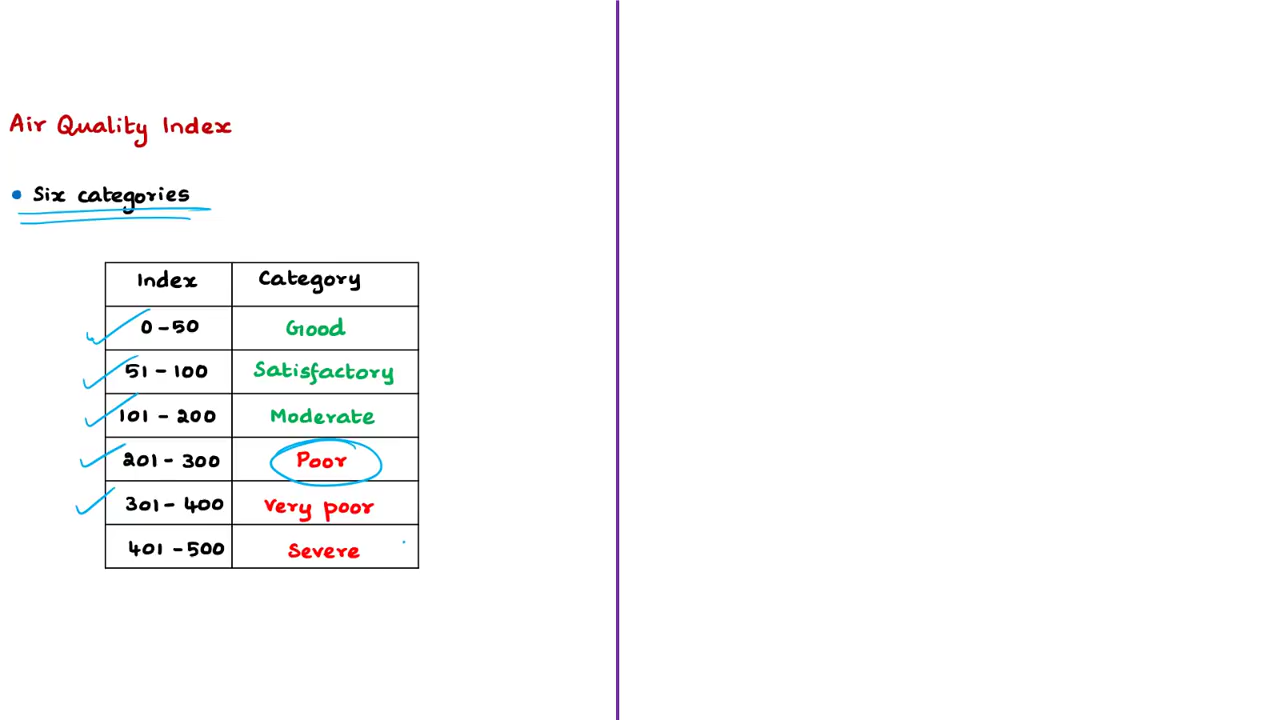 Air Quality Index
• Six categories
Index Category
0 - 50 Good
51 - 100 Satisfactory
101 - 200 Moderate
201 - 300 Poor
301 - 400 Very poor
401 - 500 Severe